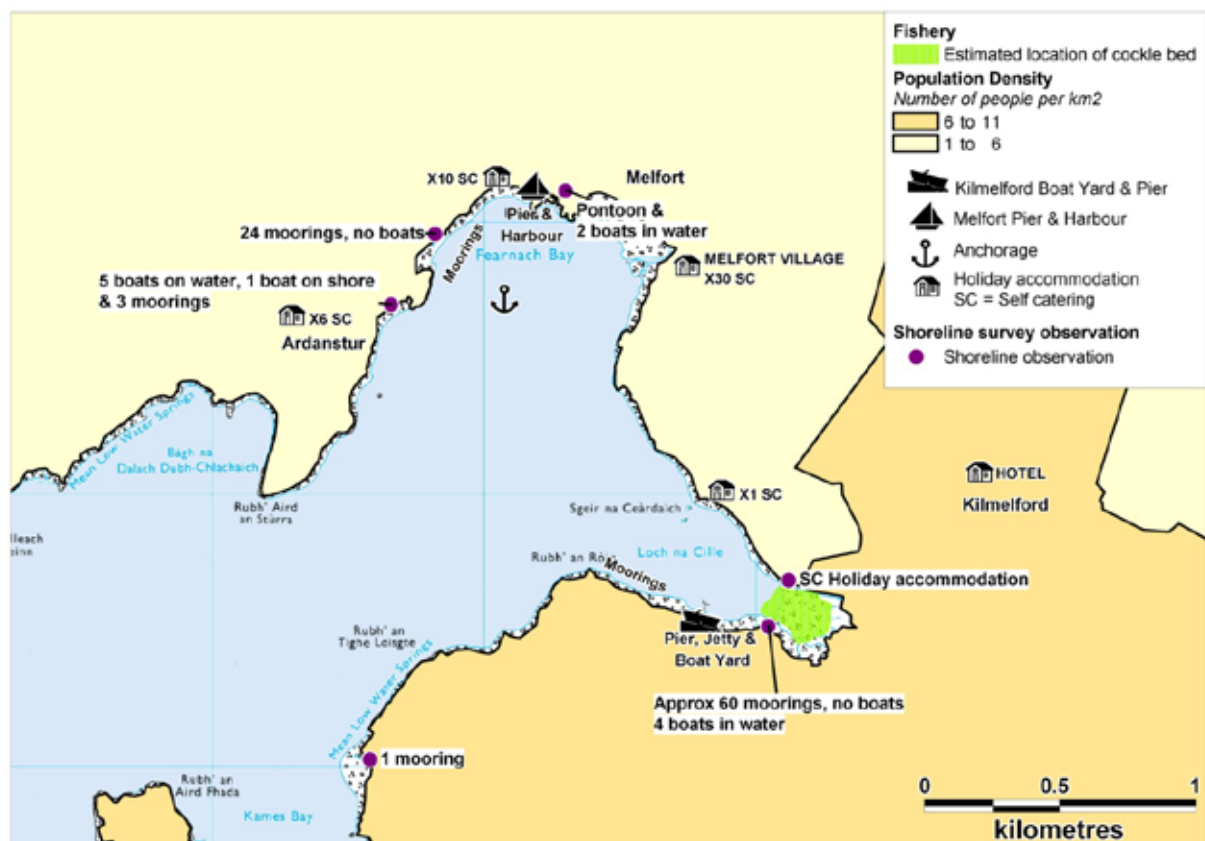 Fishery
Estimated location of cockle bed
Population Density
Number of people per km2
6 to 11
1 to 6
Kilmelford Boat Yard & Pier
Melfort Pier & Harbour
Anchorage
Holiday accommodation
SC = Self catering
Shoreline survey observation
Shoreline observation
X10 SC
Melfort
Pier &
Harbour
Pontoon &
2 boats in water
24 moorings, no boats
Moorings
Fearnach Bay
MELFORT VILLAGE
X30 SC
5 boats on water, 1 boat on shore
& 3 moorings
X6 SC
Ardanstur
Mean Low Water Springs
Bàgh na
Dalach Dubh-Chlachaich
Rubh' Aird
an Stùrra
X1 SC
HOTEL
Kilmelford
Sgeir na Ceàrdaich
Loch na Cille
Moorings
SC Holiday accommodation
Rubh' an
Tighe Loisgte
Pier, Jetty &
Boat Yard
Mean Low Water Springs
Approx 60 moorings, no boats
4 boats in water
1 mooring
Rubh' an
Aird Fhada
Kames Bay
0
0.5
1
kilometres